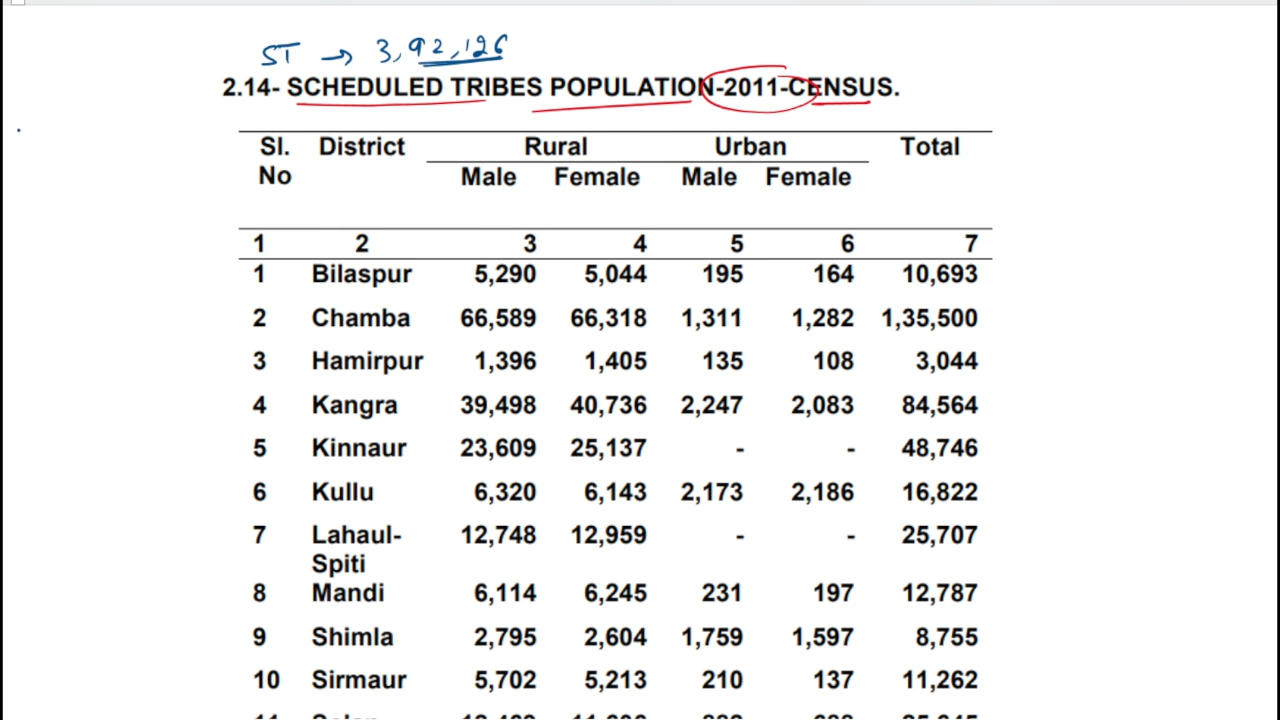 ST → 3,92,126
2.14- SCHEDULED TRIBES POPULATION-2011-CENSUS.
Sl. No District Rural Urban Total
Male Female Male Female
1 2 3 4 5 6 7
1 Bilaspur 5,290 5,044 195 164 10,693
2 Chamba 66,589 66,318 1,311 1,282 1,35,500
3 Hamirpur 1,396 1,405 135 108 3,044
4 Kangra 39,498 40,736 2,247 2,083 84,564
5 Kinnaur 23,609 25,137 - - 48,746
6 Kullu 6,320 6,143 2,173 2,186 16,822
7 Lahaul-Spiti 12,748 12,959 - - 25,707
8 Mandi 6,114 6,245 231 197 12,787
9 Shimla 2,795 2,604 1,759 1,597 8,755
10 Sirmaur 5,702 5,213 210 137 11,262